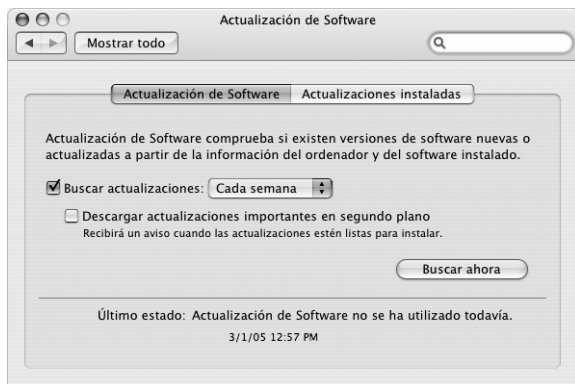 Actualización de Software
Mostrar todo
Actualización de Software
Actualizaciones instaladas
Actualización de Software comprueba si existen versiones de software nuevas o
actualizadas a partir de la información del ordenador y del software instalado.
Buscar actualizaciones: Cada semana
Descargar actualizaciones importantes en segundo plano
Recibirá un aviso cuando las actualizaciones estén listas para instalar.
Buscar ahora
Último estado: Actualización de Software no se ha utilizado todavía.
3/1/05 12:57 PM